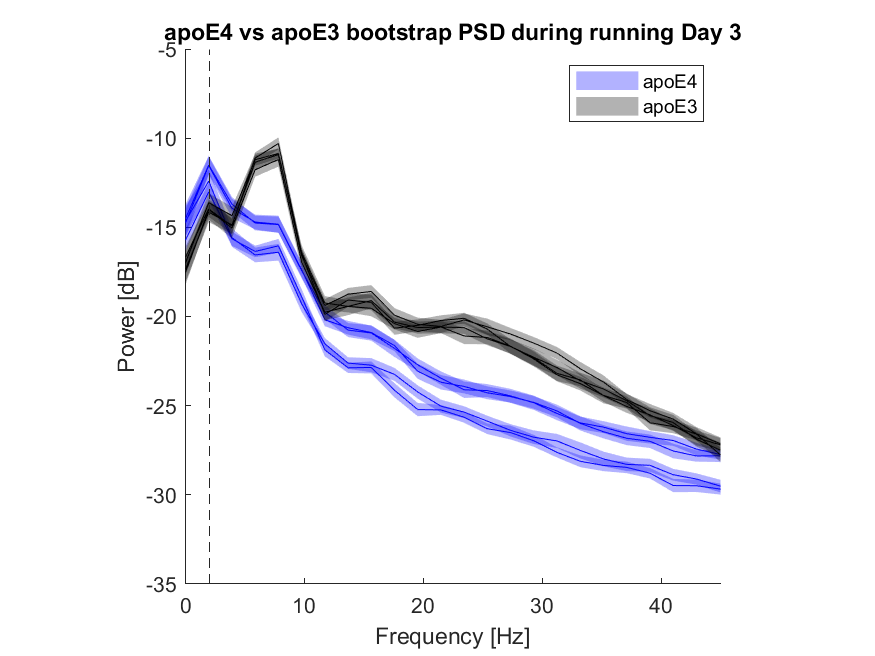 apoE4 vs apoE3 bootstrap PSD during running Day 3
-5
apoE4
apoE3
-10
-15
-20
-25
-30
-35
0 10 20 30 40
Power [dB]
Frequency [Hz]